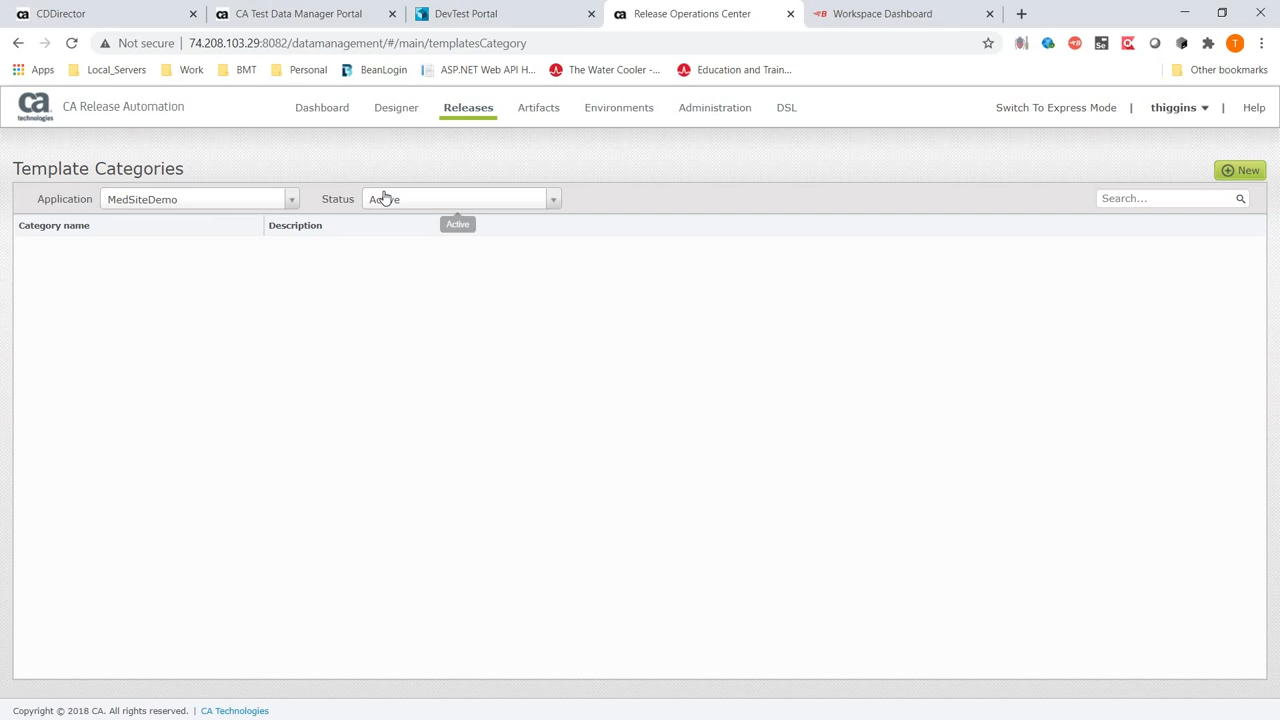 CDDirector
CA Test Data Manager Portal
DevTest Portal
Release Operations Center
Workspace Dashboard
Not secure | 74.208.103.29:8082/datamanagement/#/main/templatesCategory
Apps Local_Servers Work BMT Personal BeanLogin ASP.NET Web API H... The Water Cooler -... Education and Train... Other bookmarks
ca technologies CA Release Automation Dashboard Designer Releases Artifacts Environments Administration DSL Switch To Express Mode | thiggins | Help
Template Categories
New
Application MedSiteDemo Status Active Search...
Category name Description
Active
Copyright © 2018 CA. All rights reserved. | CA Technologies